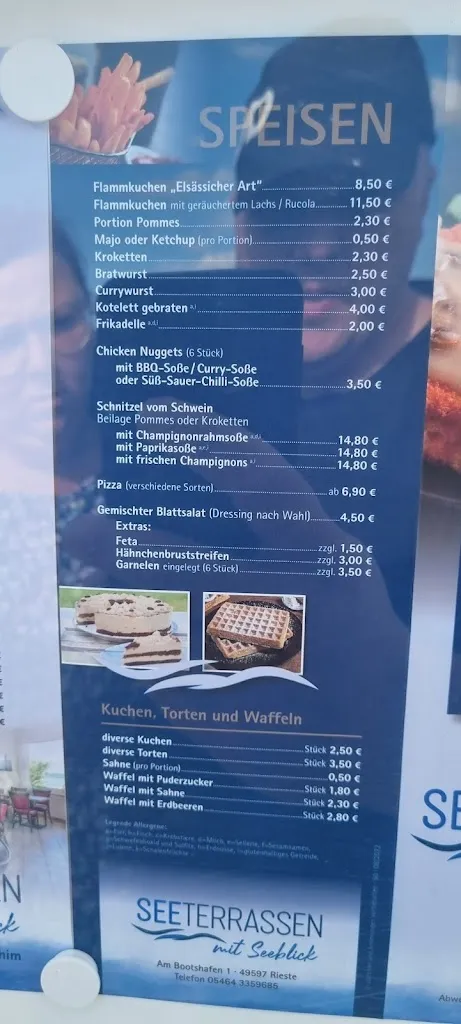 SPEISEN
Flammkuchen „Elsässicher Art" 8,50 €
Flammkuchen mit geräuchertem Lachs / Rucola 11,50 €
Portion Pommes 2,30 €
Majo oder Ketchup (pro Portion) 0,50 €
Kroketten 2,30 €
Bratwurst 2,50 €
Currywurst 3,00 €
Kotelett gebraten 4,00 €
Frikadelle 2,00 €
Chicken Nuggets (6 Stück)
mit BBQ-Soße / Curry-Soße
oder Süß-Sauer-Chilli-Soße 3,50 €
Schnitzel vom Schwein
Beilage Pommes oder Kroketten
mit Champignonrahmsoße 14,80 €
mit Paprikasoße 14,80 €
mit frischen Champignons 14,80 €
Pizza (verschiedene Sorten) ab 6,90 €
Gemischter Blattsalat (Dressing nach Wahl) 4,50 €
Extras:
Feta zzgl. 1,50 €
Hähnchenbruststreifen zzgl. 3,00 €
Garnelen eingelegt (6 Stück) zzgl. 3,50 €
Kuchen, Torten und Waffeln
diverse Kuchen Stück 2,50 €
diverse Torten Stück 3,50 €
Sahne (pro Portion) 0,50 €
Waffel mit Puderzucker Stück 1,80 €
Waffel mit Sahne Stück 2,30 €
Waffel mit Erdbeeren Stück 2,80 €
Legende Allergene:
SEETERRASSEN
mit Seeblick
Am Bootshafen 1 · 49597 Rieste
Telefon 05464 3359685